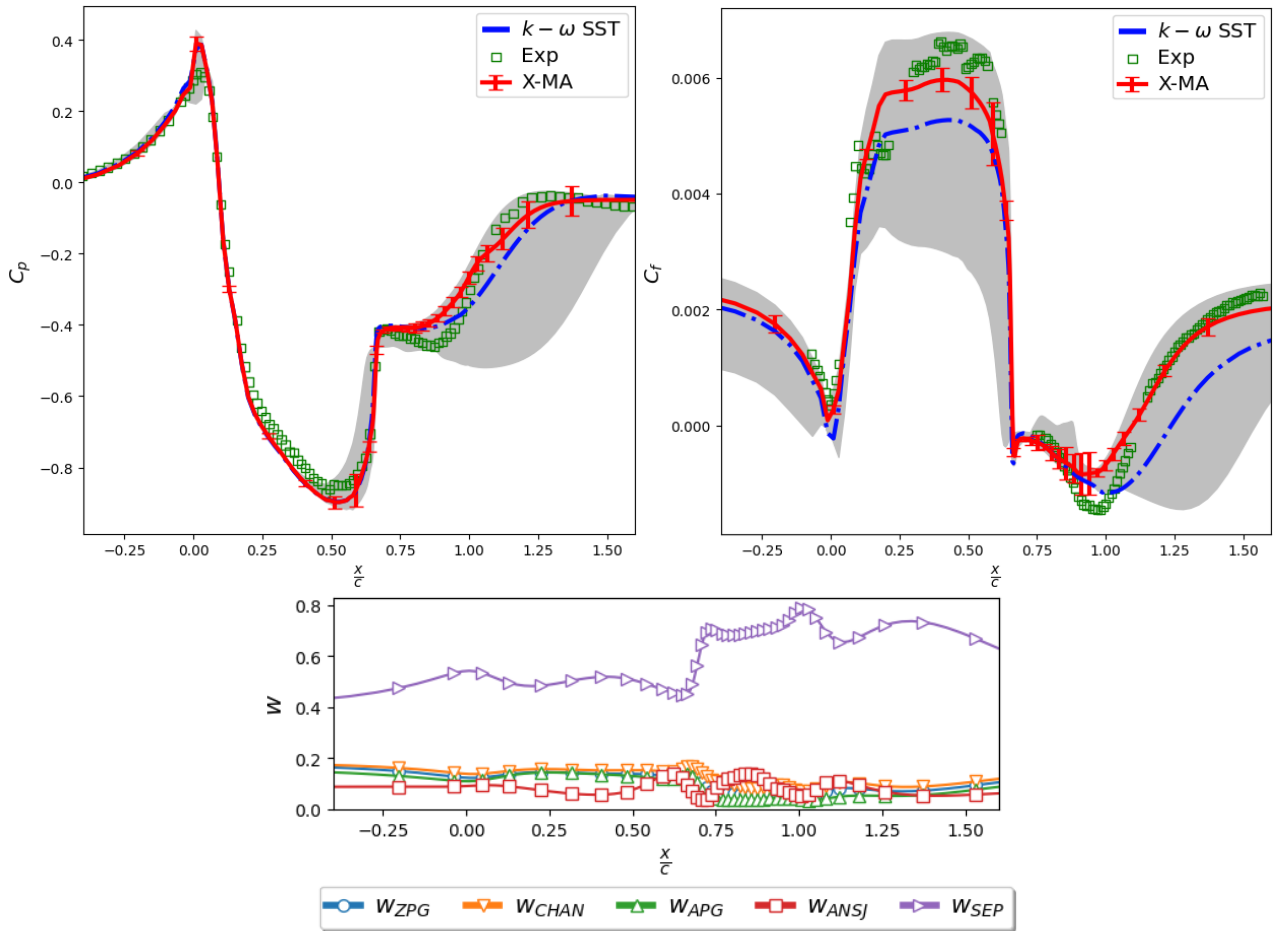 k − ω SST
Exp
X-MA
0.4
0.2
0.0
−0.2
−0.4
−0.6
−0.8
C_p
−0.25
0.00
0.25
0.50
0.75
1.00
1.25
1.50
x
c
k − ω SST
Exp
X-MA
0.006
0.004
0.002
0.000
C_f
−0.25
0.00
0.25
0.50
0.75
1.00
1.25
1.50
x
c
0.8
0.6
0.4
0.2
0.0
w
−0.25
0.00
0.25
0.50
0.75
1.00
1.25
1.50
x
c
w_ZPG
w_CHAN
w_APG
w_ANSJ
w_SEP